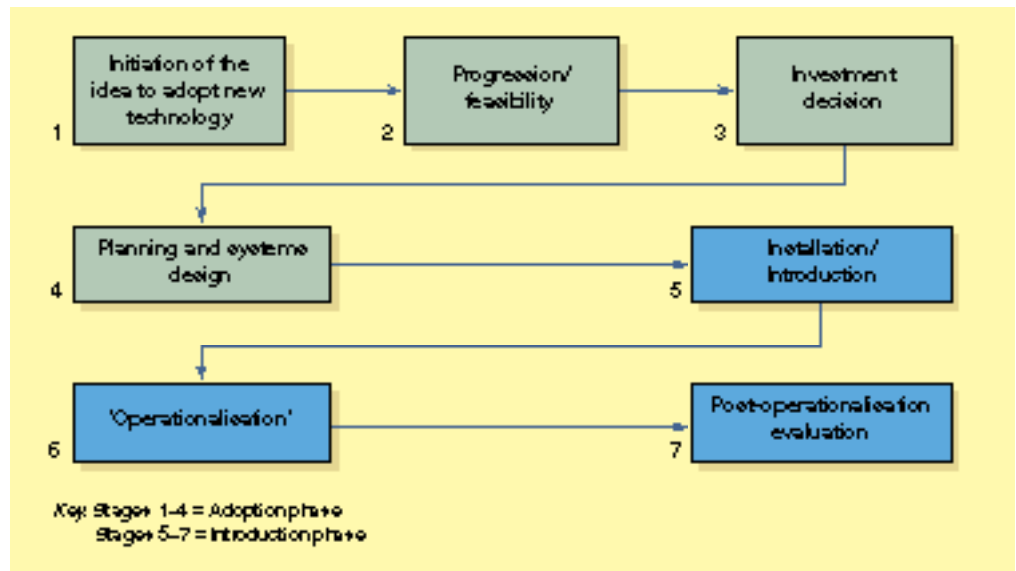 Initiation of the
idea to adopt new
technology
1
Progression/
feasibility
2
Investment
decision
3
Planning and systems
design
4
Installation/
Introduction
5
'Operationalisation'
6
Post-operationalisation
evaluation
7
Key: Stages 1-4 = Adoption phase
Stages 5–7 = Introduction phase